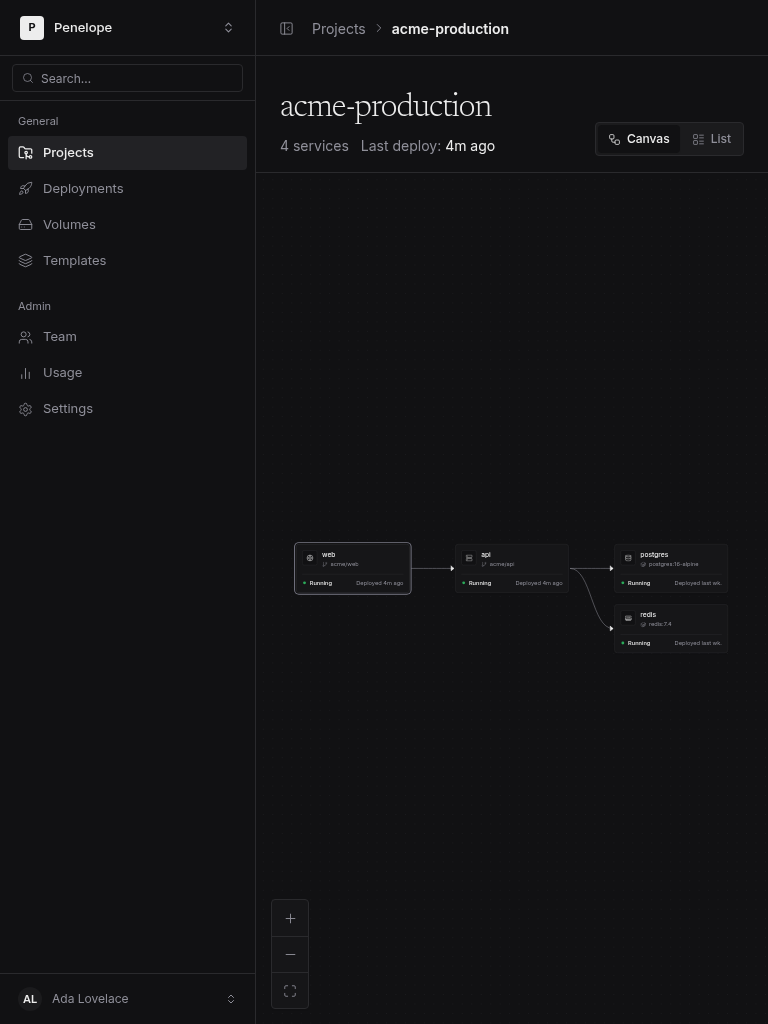 P Penelope
Search...
General
Projects
Deployments
Volumes
Templates
Admin
Team
Usage
Settings
AL Ada Lovelace
Projects > acme-production
acme-production
4 services Last deploy: 4m ago
Canvas List
web
acme/web
Running Deployed 4m ago
api
acme/api
Running Deployed 4m ago
postgres
postgres:16-alpine
Running Deployed last wk.
redis
redis:7.4
Running Deployed last wk.